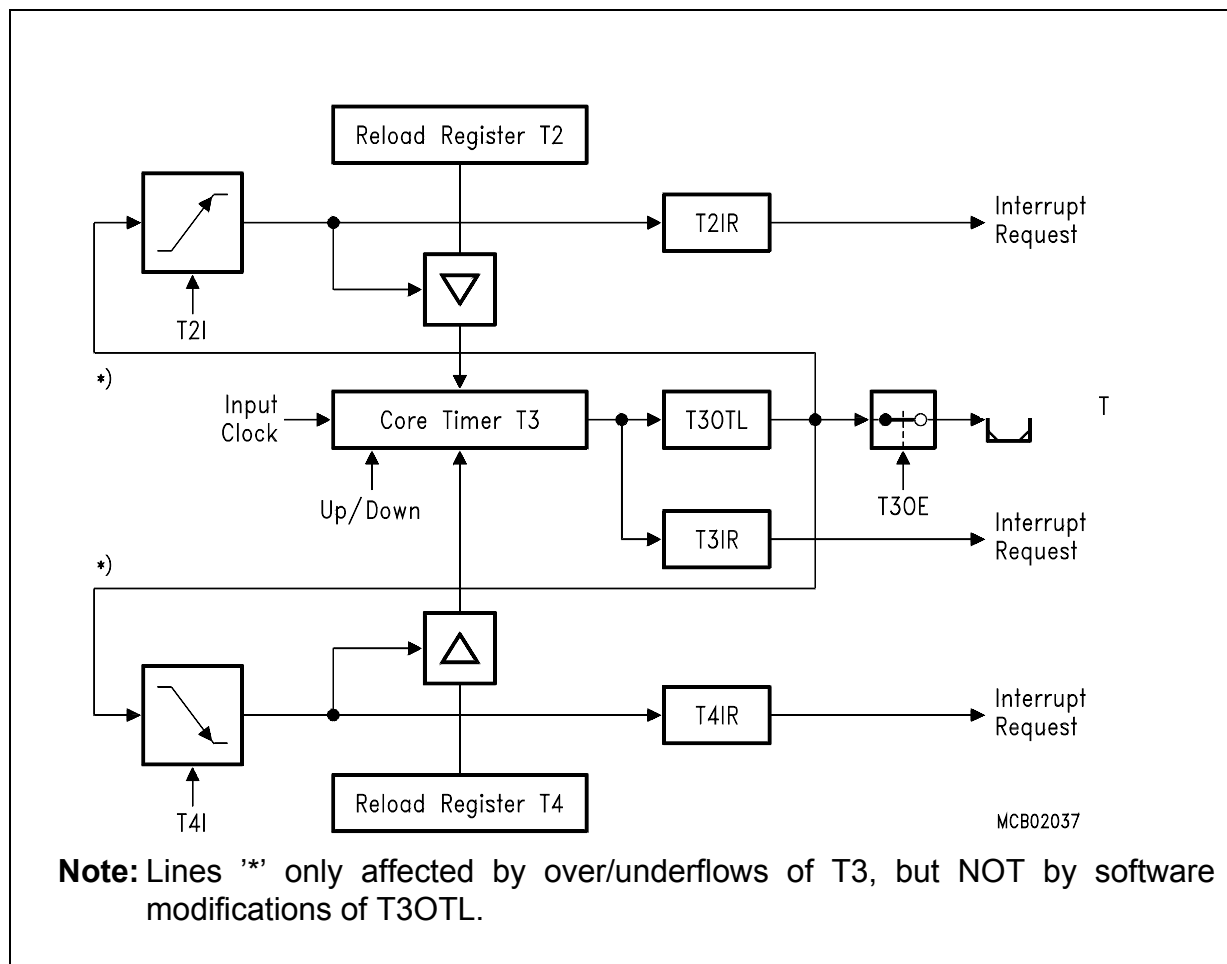 Reload Register T2
T2IR
Interrupt
Request
T2I
*)
Input
Clock
Core Timer T3
T3OTL
T
Up/Down
T3OE
T3IR
Interrupt
Request
*)
T4IR
Interrupt
Request
T4I
Reload Register T4
MCB02037
Note: Lines ’*’ only affected by over/underflows of T3, but NOT by software
modifications of T3OTL.